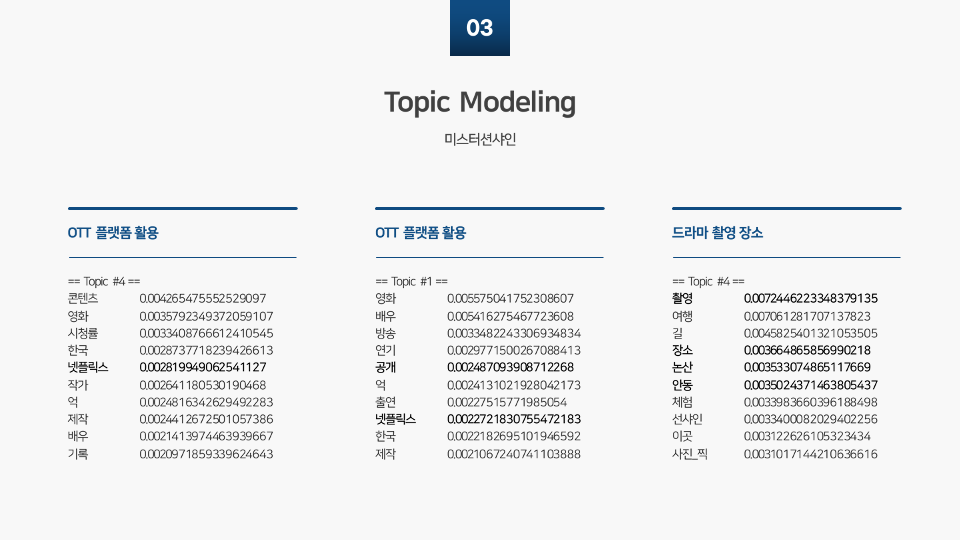 03
Topic Modeling
미스터션샤인
OTT 플랫폼 활용
== Topic #4 ==
콘텐츠 0.004265475552529097
영화 0.0035792349372059107
시청률 0.0033408766612410545
한국 0.0028737718239426613
넷플릭스 0.002819949062541127
작가 0.002641180530190468
억 0.0024816342629492283
제작 0.0024412672501057386
배우 0.0021413974463939667
기록 0.0020971859339624643
OTT 플랫폼 활용
== Topic #1 ==
영화 0.005575041752308607
배우 0.005416275467723608
방송 0.0033482243306934834
연기 0.0029771500267088413
공개 0.002487093908712268
억 0.0024131021928042173
출연 0.00227515771985054
넷플릭스 0.0022721830755472183
한국 0.0022182695101946592
제작 0.0021067240741103888
드라마 촬영 장소
== Topic #4 ==
촬영 0.0072446223348379135
여행 0.007061281707137823
길 0.0045825401321053505
장소 0.003664865856990218
논산 0.003533074865117669
안동 0.0035024371463805437
체험 0.0033983660396188498
선샤인 0.0033400082029402256
이곳 0.003122626105323434
사진_찍 0.0031017144210636616